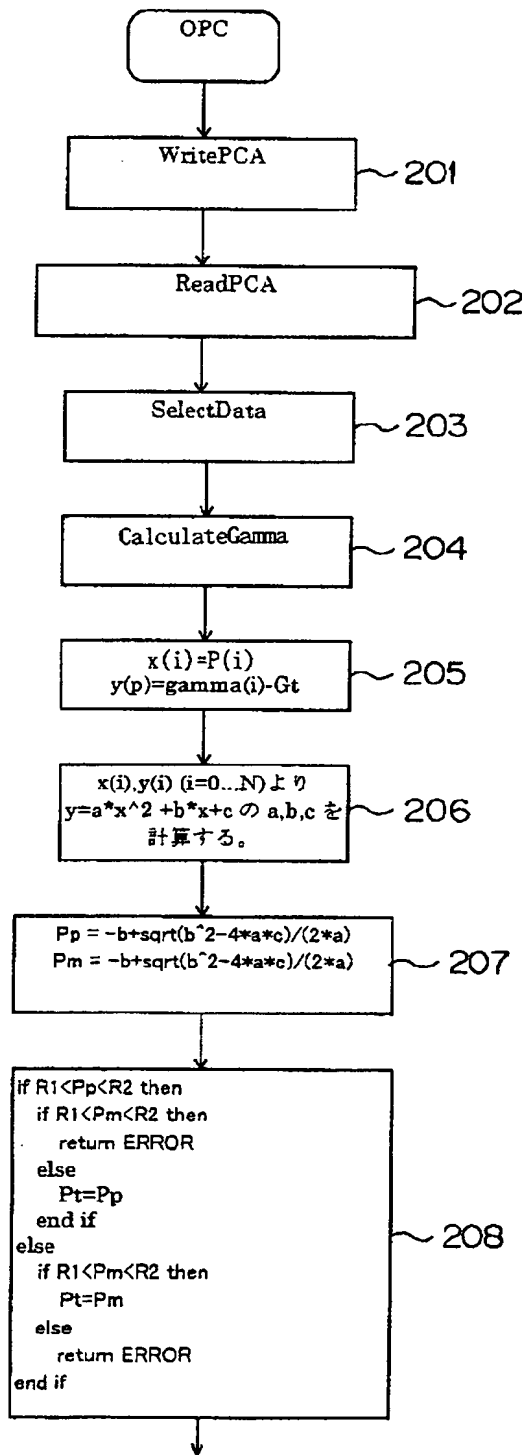 OPC
WritePCA
201
ReadPCA
202
SelectData
203
CalculateGamma
204
x(i)=P(i)
y(p)=gamma(i)-Gt
205
x(i),y(i) (i=0...N)より
y=a*x^2 +b*x+c の a,b,c を
計算する。
206
Pp = -b+sqrt(b^2-4*a*c)/(2*a)
Pm = -b+sqrt(b^2-4*a*c)/(2*a)
207
if R1<Pp<R2 then
if R1<Pm<R2 then
return ERROR
else
Pt=Pp
end if
else
if R1<Pm<R2 then
Pt=Pm
else
return ERROR
end if
208